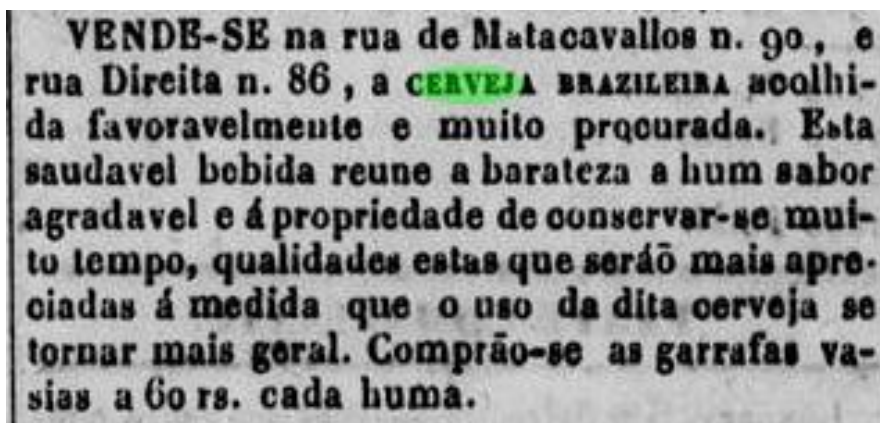 VENDE-SE na rua de Matacavallos n. 90, e
rua Direita n. 86, a CERVEJA BRAZILEIRA acolhi-
da favoravelmente e muito procurada. Esta
saudavel bebida reune a barateza a hum sabor
agradavel e á propriedade de conservar-se mui-
to tempo, qualidades estas que seráõ mais apre-
ciadas á medida que o uso da dita cerveja se
tornar mais geral. Comprão-se as garrafas va-
sias a 60 rs. cada huma.